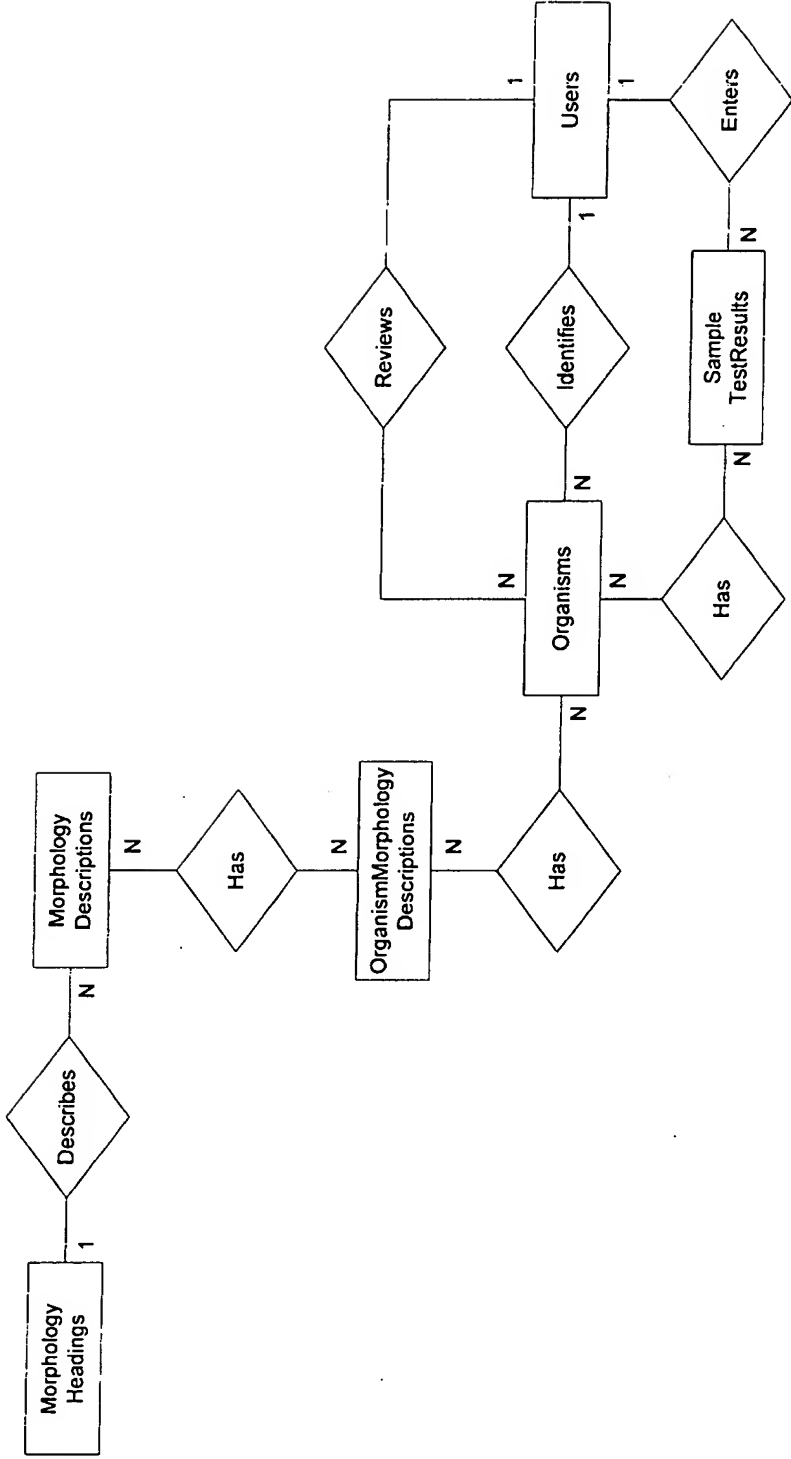 Morphology
Headings
1
Describes
N
Morphology
Descriptions
N
Has
N
OrganismMorphology
Descriptions
N
Has
N
Organisms
N
Reviews
1
N
Identifies
1
Users
N
Has
N
Sample
TestResults
N
Enters
1